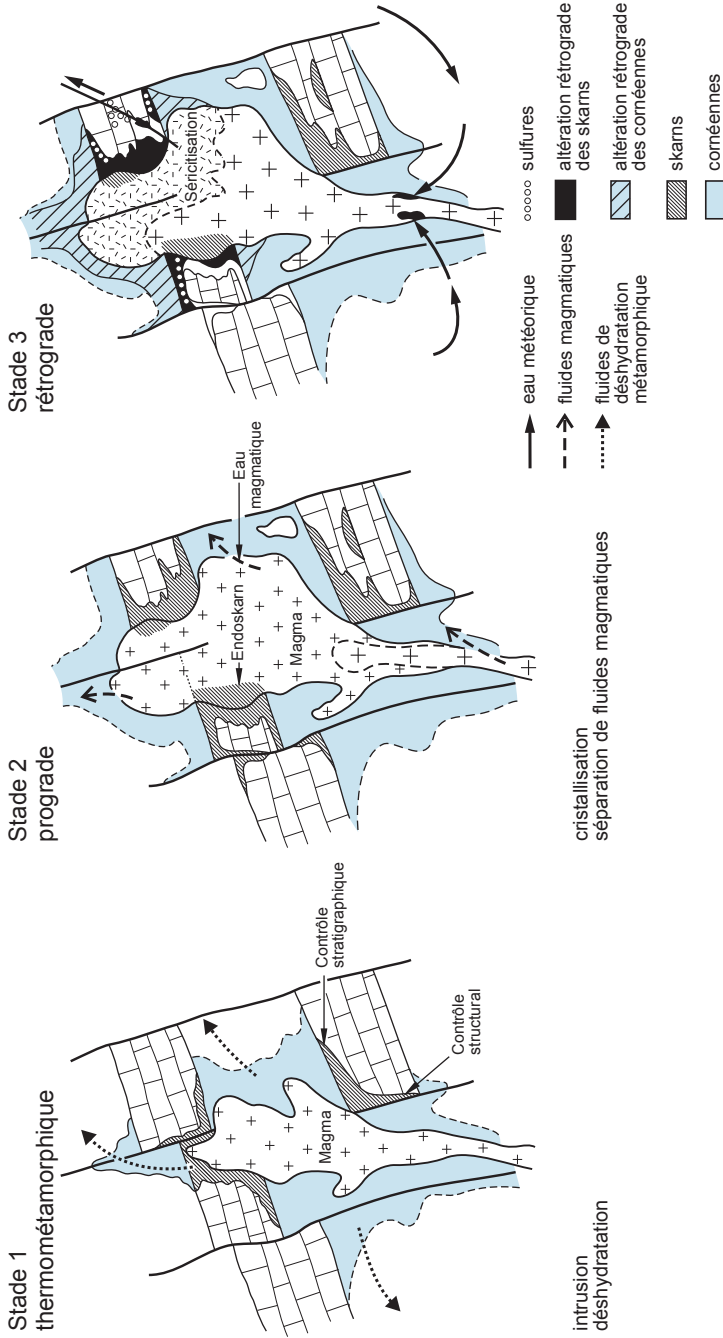 Stade 1
thermométamorphique
Contrôle
stratigraphique
Magma
Contrôle
structural
intrusion
déshydratation
Stade 2
prograde
Eau
magmatique
Endoskarn
Magma
cristallisation
séparation de fluides magmatiques
Stade 3
rétrograde
Séricitisation
eau météorique
fluides magmatiques
fluides de
déshydratation
métamorphique
sulfures
altération rétrograde
des skarns
altération rétrograde
des cornéennes
skarns
cornéennes